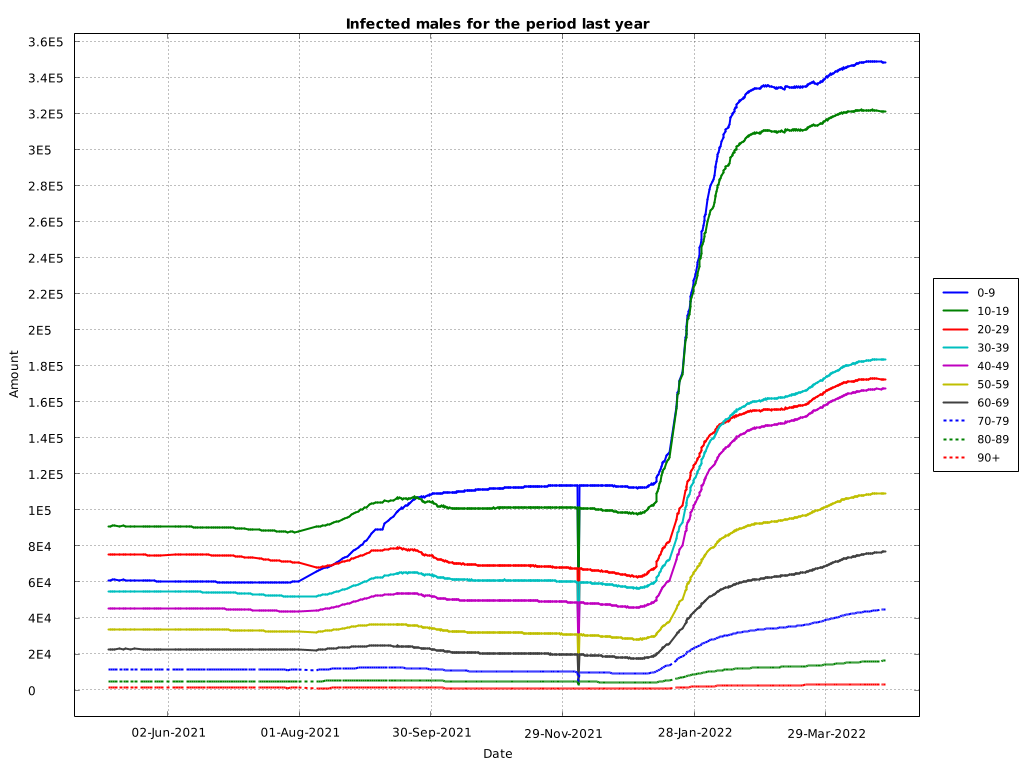 Infected males for the period last year
3.6E5
3.4E5
3.2E5
3E5
2.8E5
2.6E5
2.4E5
2.2E5
2E5
1.8E5
1.6E5
1.4E5
1.2E5
1E5
8E4
6E4
4E4
2E4
0
Amount
02-Jun-2021
01-Aug-2021
30-Sep-2021
29-Nov-2021
28-Jan-2022
29-Mar-2022
Date
0-9
10-19
20-29
30-39
40-49
50-59
60-69
70-79
80-89
90+